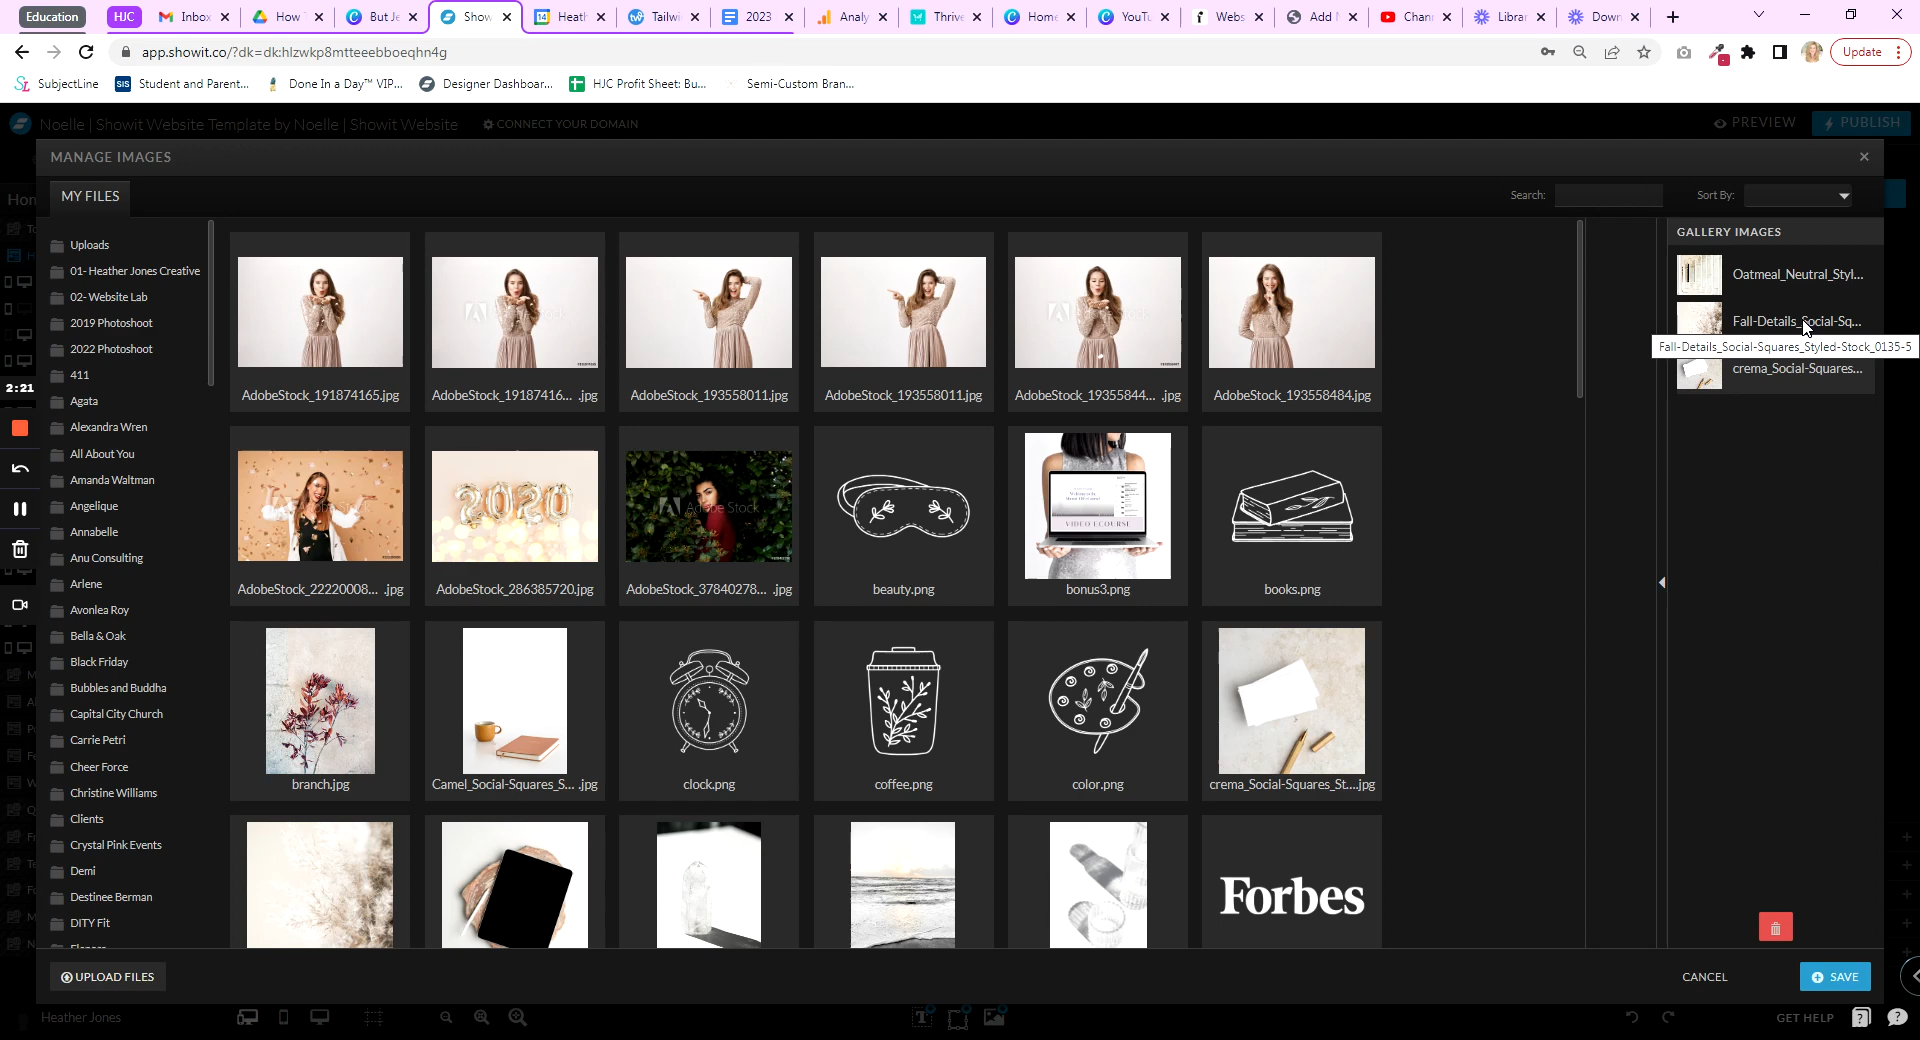 Education
HJC
Inbox
How
But Je
Show
Heath
Tailwi
2023
Analy
Thrive
Home
YouTu
Webs
Add N
Chan
Librar
Down
app.showit.co/?dk=dk:hlzwkp8mtteeebboeqhn4g
Update
SubjectLine
Student and Parent...
Done In a Day™ VIP...
Designer Dashboar...
HJC Profit Sheet: Bu...
Semi-Custom Bran...
Noelle | Showit Website Template by Noelle | Showit Website
CONNECT YOUR DOMAIN
PREVIEW
PUBLISH
MANAGE IMAGES
MY FILES
Search:
Sort By:
Uploads
01- Heather Jones Creative
02- Website Lab
2019 Photoshoot
2022 Photoshoot
411
Agata
Alexandra Wren
All About You
Amanda Waltman
Angelique
Annabelle
Anu Consulting
Arlene
Avonlea Roy
Bella & Oak
Black Friday
Bubbles and Buddha
Capital City Church
Carrie Petri
Cheer Force
Christine Williams
Clients
Crystal Pink Events
Demi
Destinee Berman
DITY Fit
2:21
AdobeStock_191874165.jpg
AdobeStock_19187416... .jpg
AdobeStock_193558011.jpg
AdobeStock_193558011.jpg
AdobeStock_19355844... .jpg
AdobeStock_193558484.jpg
AdobeStock_22220008... .jpg
AdobeStock_286385720.jpg
AdobeStock_37840278... .jpg
beauty.png
VIDEO ECOURSE
bonus3.png
books.png
branch.jpg
Camel_Social-Squares_S... .jpg
clock.png
coffee.png
color.png
crema_Social-Squares_St....jpg
Forbes
GALLERY IMAGES
Oatmeal_Neutral_Styl...
Fall-Details_Social-Sq...
Fall-Details_Social-Squares_Styled-Stock_0135-5
crema_Social-Squares...
UPLOAD FILES
CANCEL
SAVE
Heather Jones
GET HELP